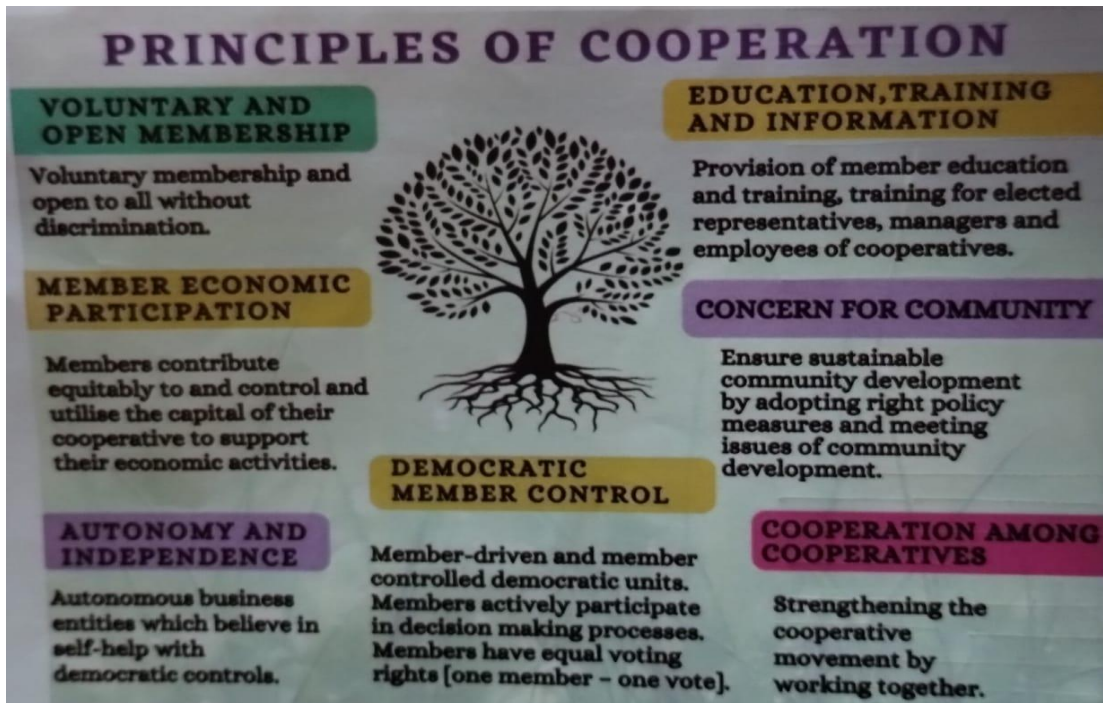 PRINCIPLES OF COOPERATION
VOLUNTARY AND
OPEN MEMBERSHIP
Voluntary membership and
open to all without
discrimination.
MEMBER ECONOMIC
PARTICIPATION
Members contribute
equitably to and control and
utilise the capital of their
cooperative to support
their economic activities.
AUTONOMY AND
INDEPENDENCE
Autonomous business
entities which believe in
self-help with
democratic controls.
DEMOCRATIC
MEMBER CONTROL
Member-driven and member
controlled democratic units.
Members actively participate
in decision making processes.
Members have equal voting
rights [one member – one vote].
EDUCATION,TRAINING
AND INFORMATION
Provision of member education
and training, training for elected
representatives, managers and
employees of cooperatives.
CONCERN FOR COMMUNITY
Ensure sustainable
community development
by adopting right policy
measures and meeting
issues of community
development.
COOPERATION AMONG
COOPERATIVES
Strengthening the
cooperative
movement by
working together.